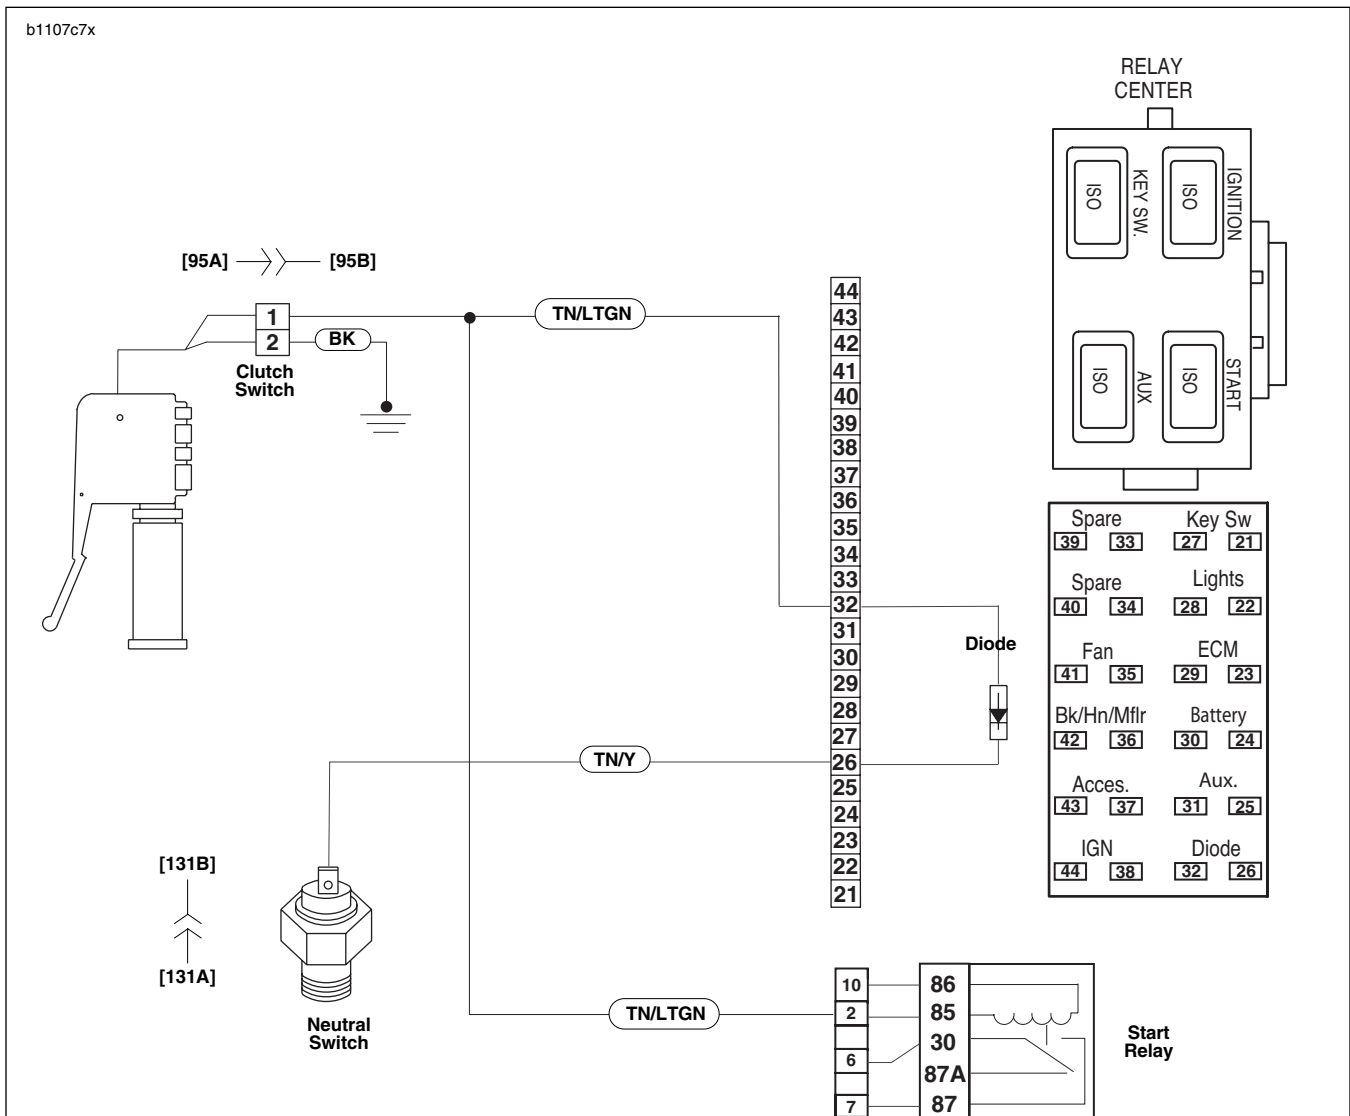 b1107c7x
RELAY
CENTER
ISO
KEY SW.
ISO
IGNITION
ISO
AUX
ISO
START
[95A]
[95B]
1
2
BK
Clutch
Switch
TN/LTGN
44
43
42
41
40
39
38
37
36
35
34
33
32
31
30
29
28
27
26
25
24
23
22
21
Diode
TN/Y
Spare Key Sw
39 33 27 21
Spare Lights
40 34 28 22
Fan ECM
41 35 29 23
Bk/Hn/Mflr Battery
42 36 30 24
Acces. Aux.
43 37 31 25
IGN Diode
44 38 32 26
[131B]
[131A]
Neutral
Switch
TN/LTGN
10 86
2 85
30
6
87A
7 87
Start
Relay